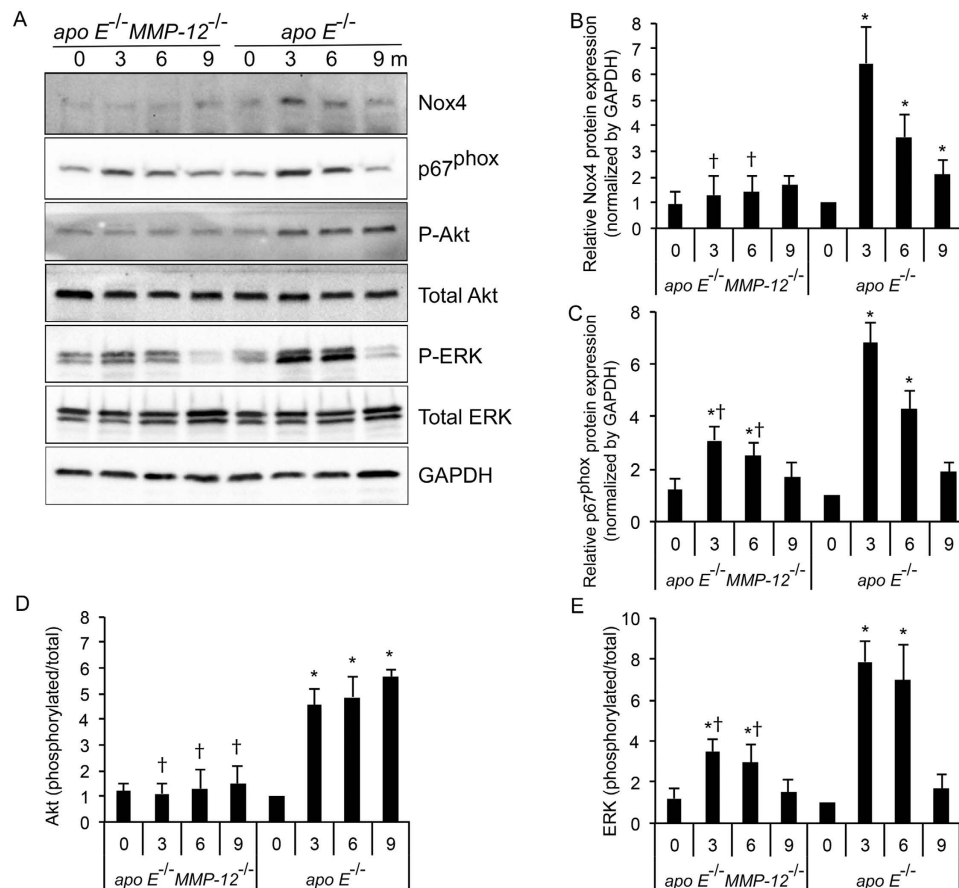 A
apo E-/- MMP-12-/- apo E-/-
0 3 6 9 0 3 6 9 m
Nox4
p67phox
P-Akt
Total Akt
P-ERK
Total ERK
GAPDH
B
Relative Nox4 protein expression
(normalized by GAPDH)
8
7
6
5
4
3
2
1
0
† † * * *
0 3 6 9 0 3 6 9
apo E-/- MMP-12-/- apo E-/-
C
Relative p67phox protein expression
(normalized by GAPDH)
8
6
4
2
0
*† *† * *
0 3 6 9 0 3 6 9
apo E-/- MMP-12-/- apo E-/-
D
Akt (phosphorylated/total)
8
7
6
5
4
3
2
1
0
† † † * * *
0 3 6 9 0 3 6 9
apo E-/- MMP-12-/- apo E-/-
E
ERK (phosphorylated/total)
10
8
6
4
2
0
*† *† * *
0 3 6 9 0 3 6 9
apo E-/- MMP-12-/- apo E-/-